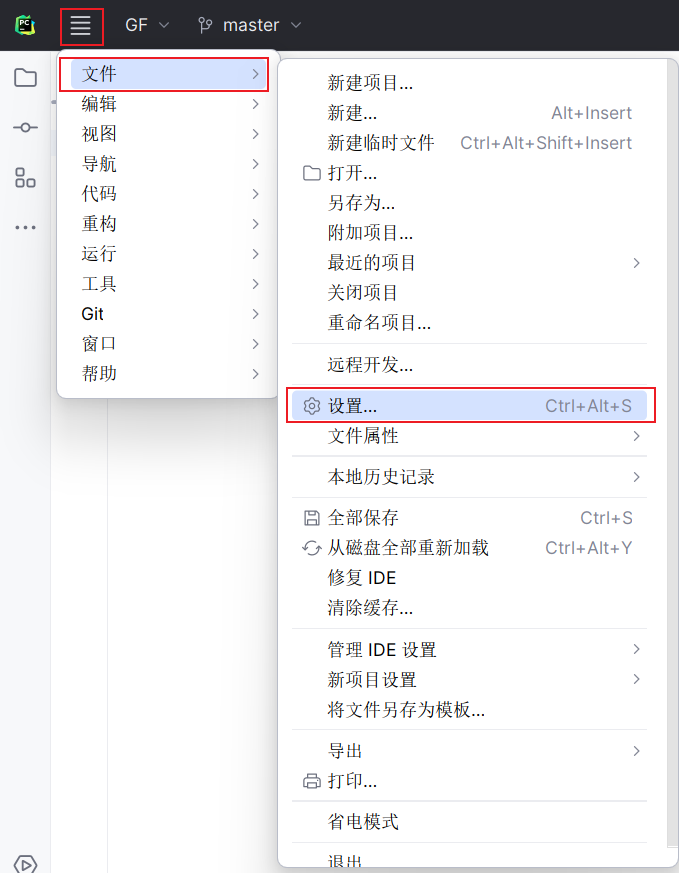 PC
GF
master
文件
编辑
视图
导航
代码
重构
运行
工具
Git
窗口
帮助
新建项目...
新建... Alt+Insert
新建临时文件 Ctrl+Alt+Shift+Insert
打开...
另存为...
附加项目...
最近的项目
关闭项目
重命名项目...
远程开发...
设置... Ctrl+Alt+S
文件属性
本地历史记录
全部保存 Ctrl+S
从磁盘全部重新加载 Ctrl+Alt+Y
修复 IDE
清除缓存...
管理 IDE 设置
新项目设置
将文件另存为模板...
导出
打印...
省电模式
退出